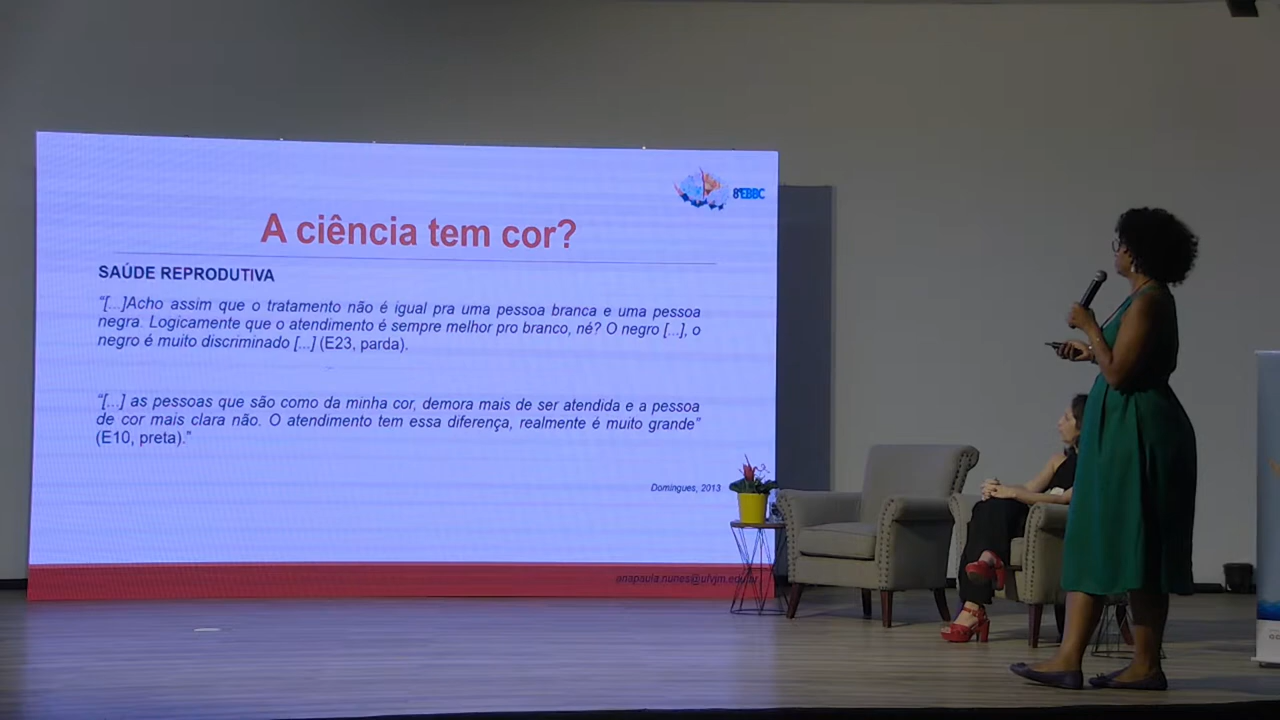 8ºEBBC
A ciência tem cor?
SAÚDE REPRODUTIVA
“[...]Acho assim que o tratamento não é igual pra uma pessoa branca e uma pessoa
negra. Logicamente que o atendimento é sempre melhor pro branco, né? O negro [...], o
negro é muito discriminado [...] (E23, parda).
“[...] as pessoas que são como da minha cor, demora mais de ser atendida e a pessoa
de cor mais clara não. O atendimento tem essa diferença, realmente é muito grande”
(E10, preta).”
Domingues, 2013
anapaula.nunes@ufvjm.edu.br